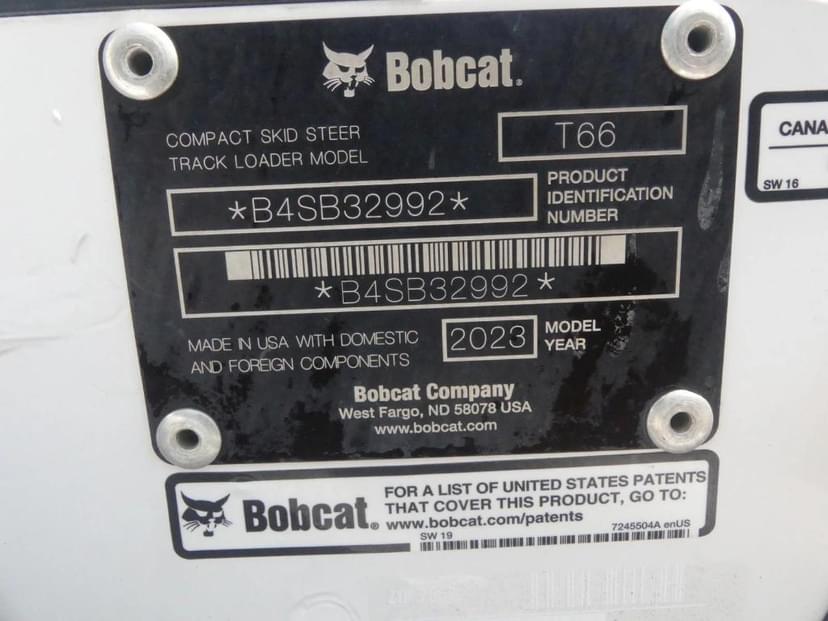 Bobcat.
COMPACT SKID STEER
TRACK LOADER MODEL
T66
*B4SB32992*
PRODUCT
IDENTIFICATION
NUMBER
*B4SB32992*
MADE IN USA WITH DOMESTIC
AND FOREIGN COMPONENTS
2023
MODEL
YEAR
Bobcat Company
West Fargo, ND 58078 USA
www.bobcat.com
CANA
SW 16
Bobcat®
FOR A LIST OF UNITED STATES PATENTS
THAT COVER THIS PRODUCT, GO TO:
www.bobcat.com/patents
7245504A enUS
SW 19